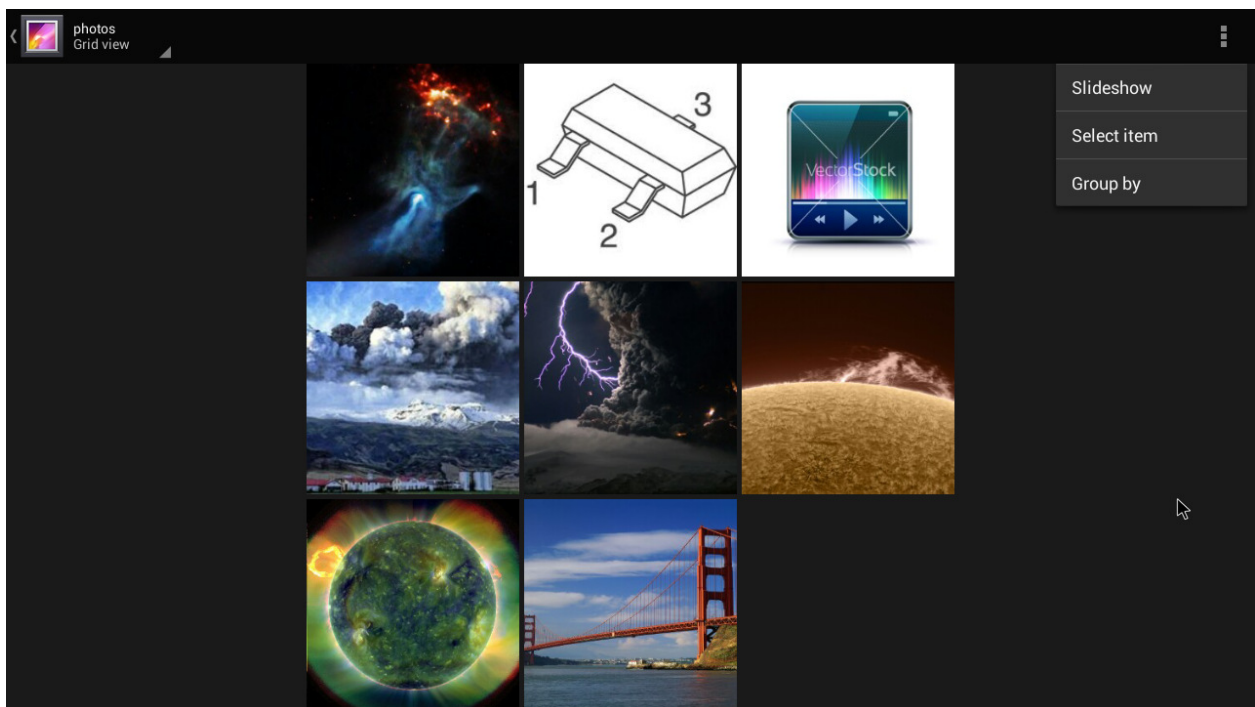 photos
Grid view
Slideshow
Select item
Group by
3
1
2
VectorStock